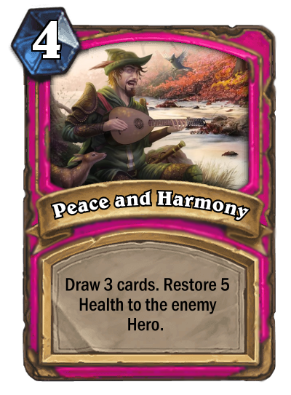 4
Peace and Harmony
Draw 3 cards. Restore 5
Health to the enemy
Hero.